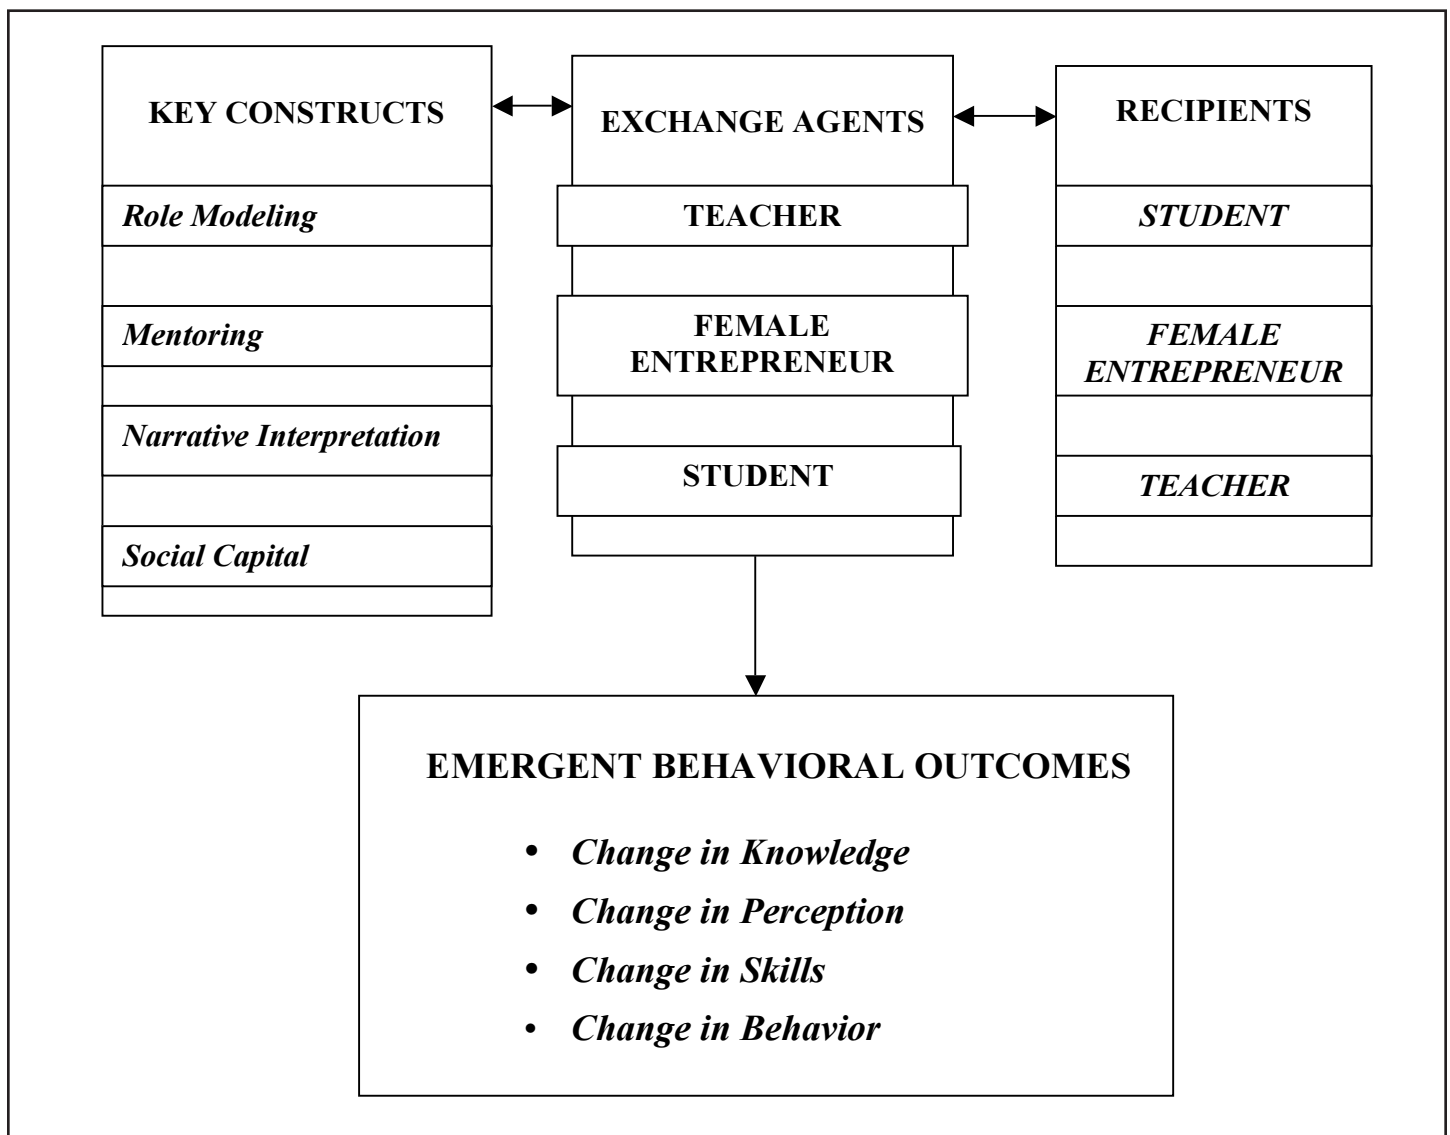 KEY CONSTRUCTS
Role Modeling
Mentoring
Narrative Interpretation
Social Capital
EXCHANGE AGENTS
TEACHER
FEMALE
ENTREPRENEUR
STUDENT
RECIPIENTS
STUDENT
FEMALE
ENTREPRENEUR
TEACHER
EMERGENT BEHAVIORAL OUTCOMES
• Change in Knowledge
• Change in Perception
• Change in Skills
• Change in Behavior